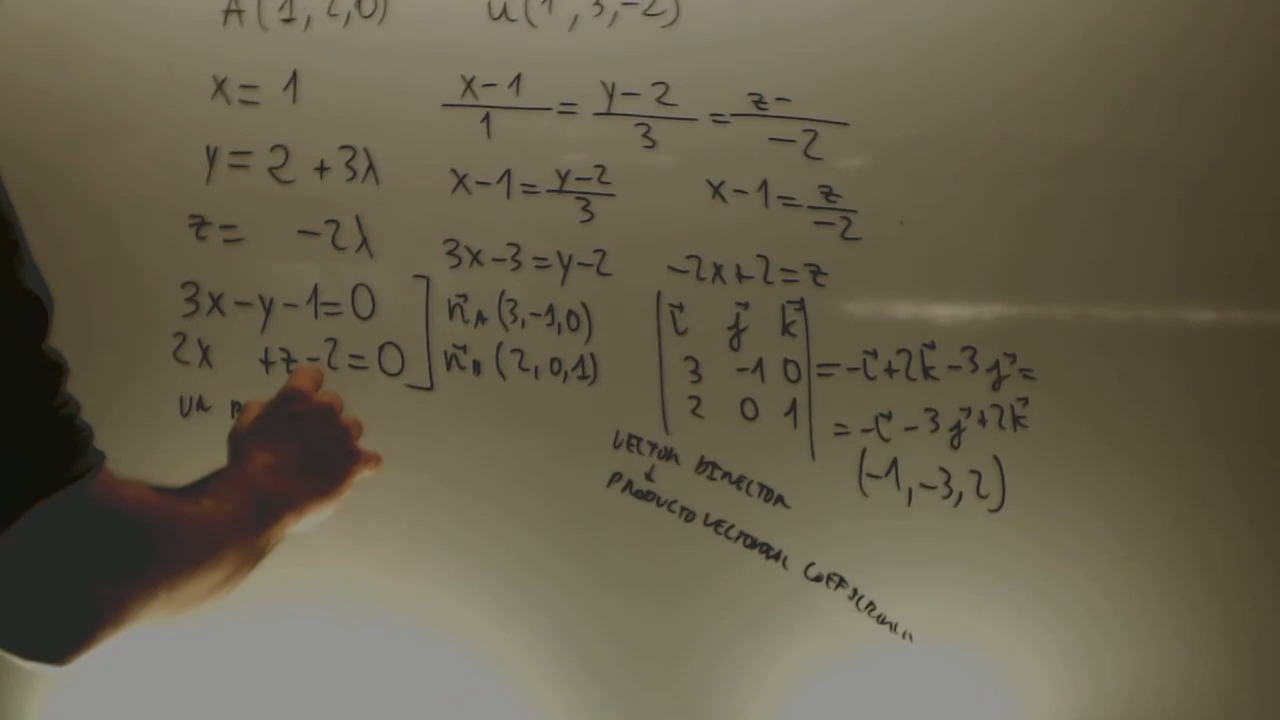 A(1,2,0) u(1,3,-2)
x= 1
y=2+3λ
z= -2λ
3x-y-1=0
2x +z-2=0
UN
x-1/1 = y-2/3 = z-/-2
x-1=y-2/3 x-1=z/-2
3x-3=y-2 -2x+2=z
n⃗A(3,-1,0)
(2,0,1)
i⃗ j⃗ k⃗
3 -1 0 =-i⃗+2k⃗-3j⃗=
2 0 1 =-i⃗-3j⃗+2k⃗
(-1,-3,2)
VECTOR DIRECTOR
↓
PRODUCTO VECTORIAL